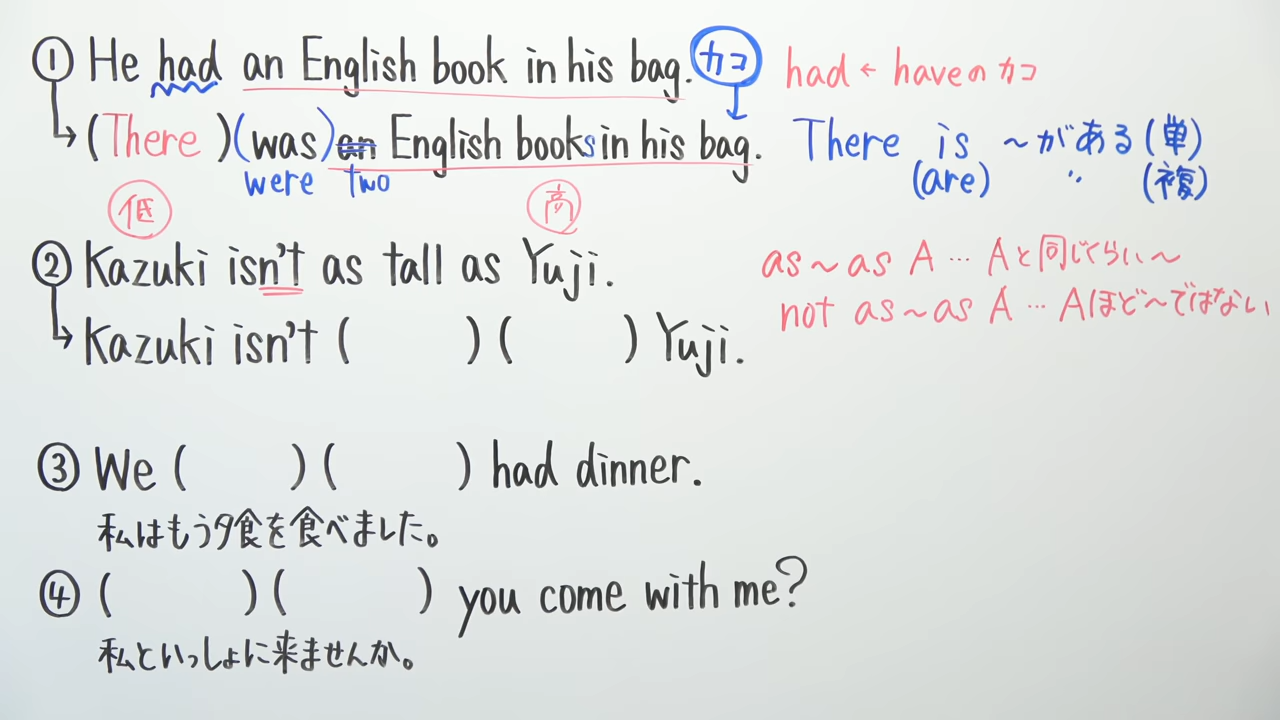 ① He had an English book in his bag. カコ had ← haveのカコ
(There)(was) an English books in his bag. There is ~がある(単)
were two (are) 〃 (複)
低 高
② Kazuki isn't as tall as Yuji. as~as A … Aと同じくらい~
not as~as A … Aほど~ではない
Kazuki isn't ( ) ( ) Yuji.
③ We ( ) ( ) had dinner.
私はもう夕食を食べました。
④ ( ) ( ) you come with me?
私といっしょに来ませんか。